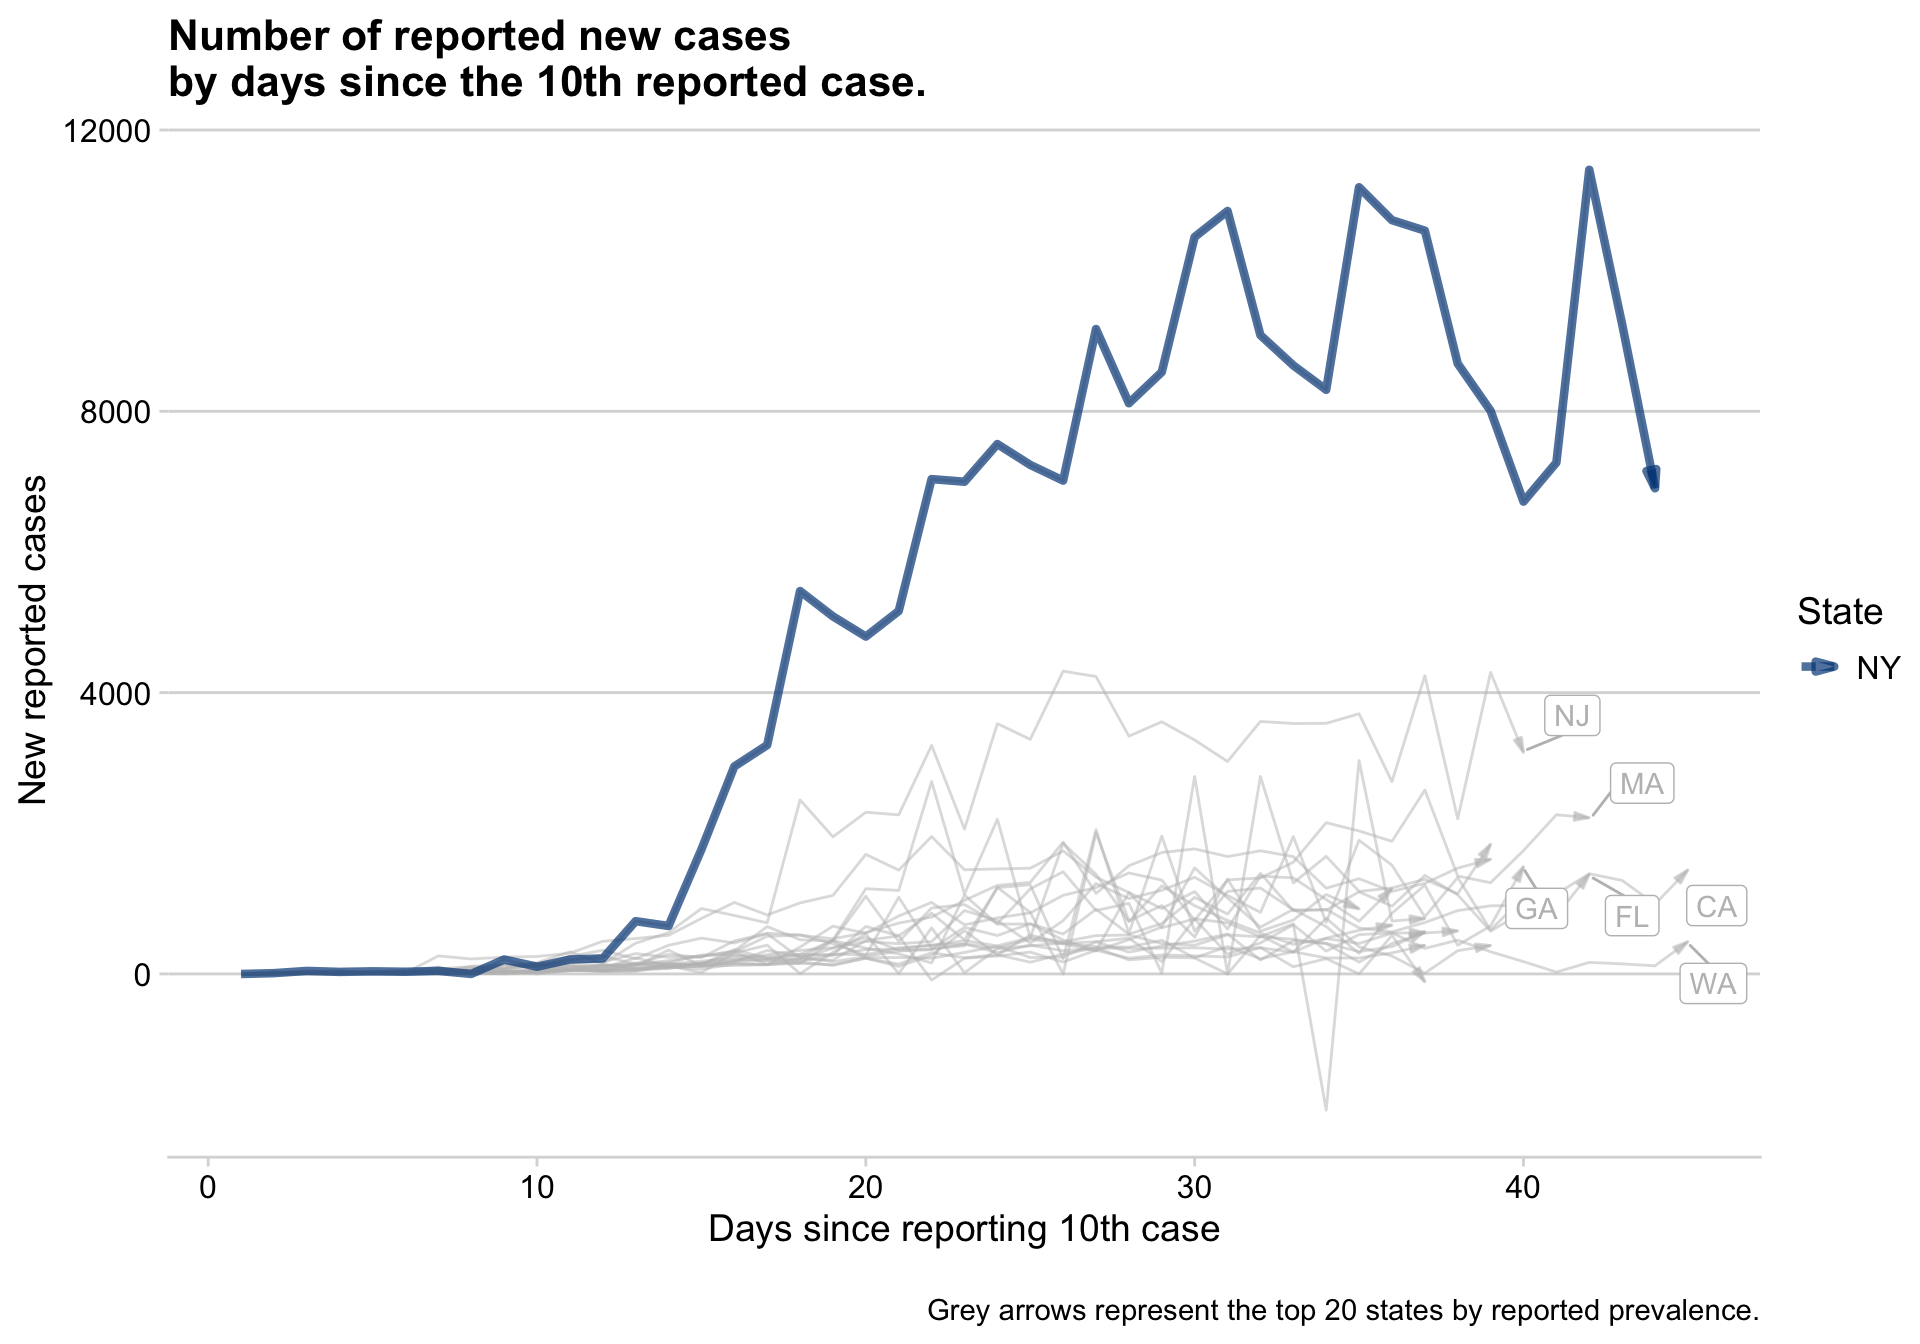 Number of reported new cases
by days since the 10th reported case.
12000
8000
4000
0
New reported cases
NJ
MA
GA
FL
CA
WA
State
NY
0 10 20 30 40
Days since reporting 10th case
Grey arrows represent the top 20 states by reported prevalence.